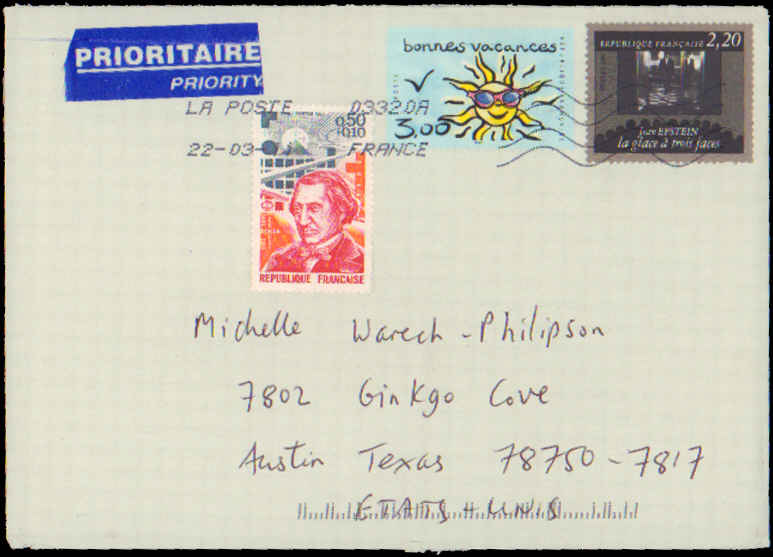 PRIORITAIRE
PRIORITY
bonnes vacances
3,00
REPUBLIQUE FRANÇAISE 2,20
jean EPSTEIN
la glace à trois faces
LA POSTE 03320A
22-03- FRANCE
0,50
+0,10
REPUBLIQUE FRANÇAISE
Michelle Warech-Philipson
7802 Ginkgo Cove
Austin Texas 78750-7817
ETATS-UNIS